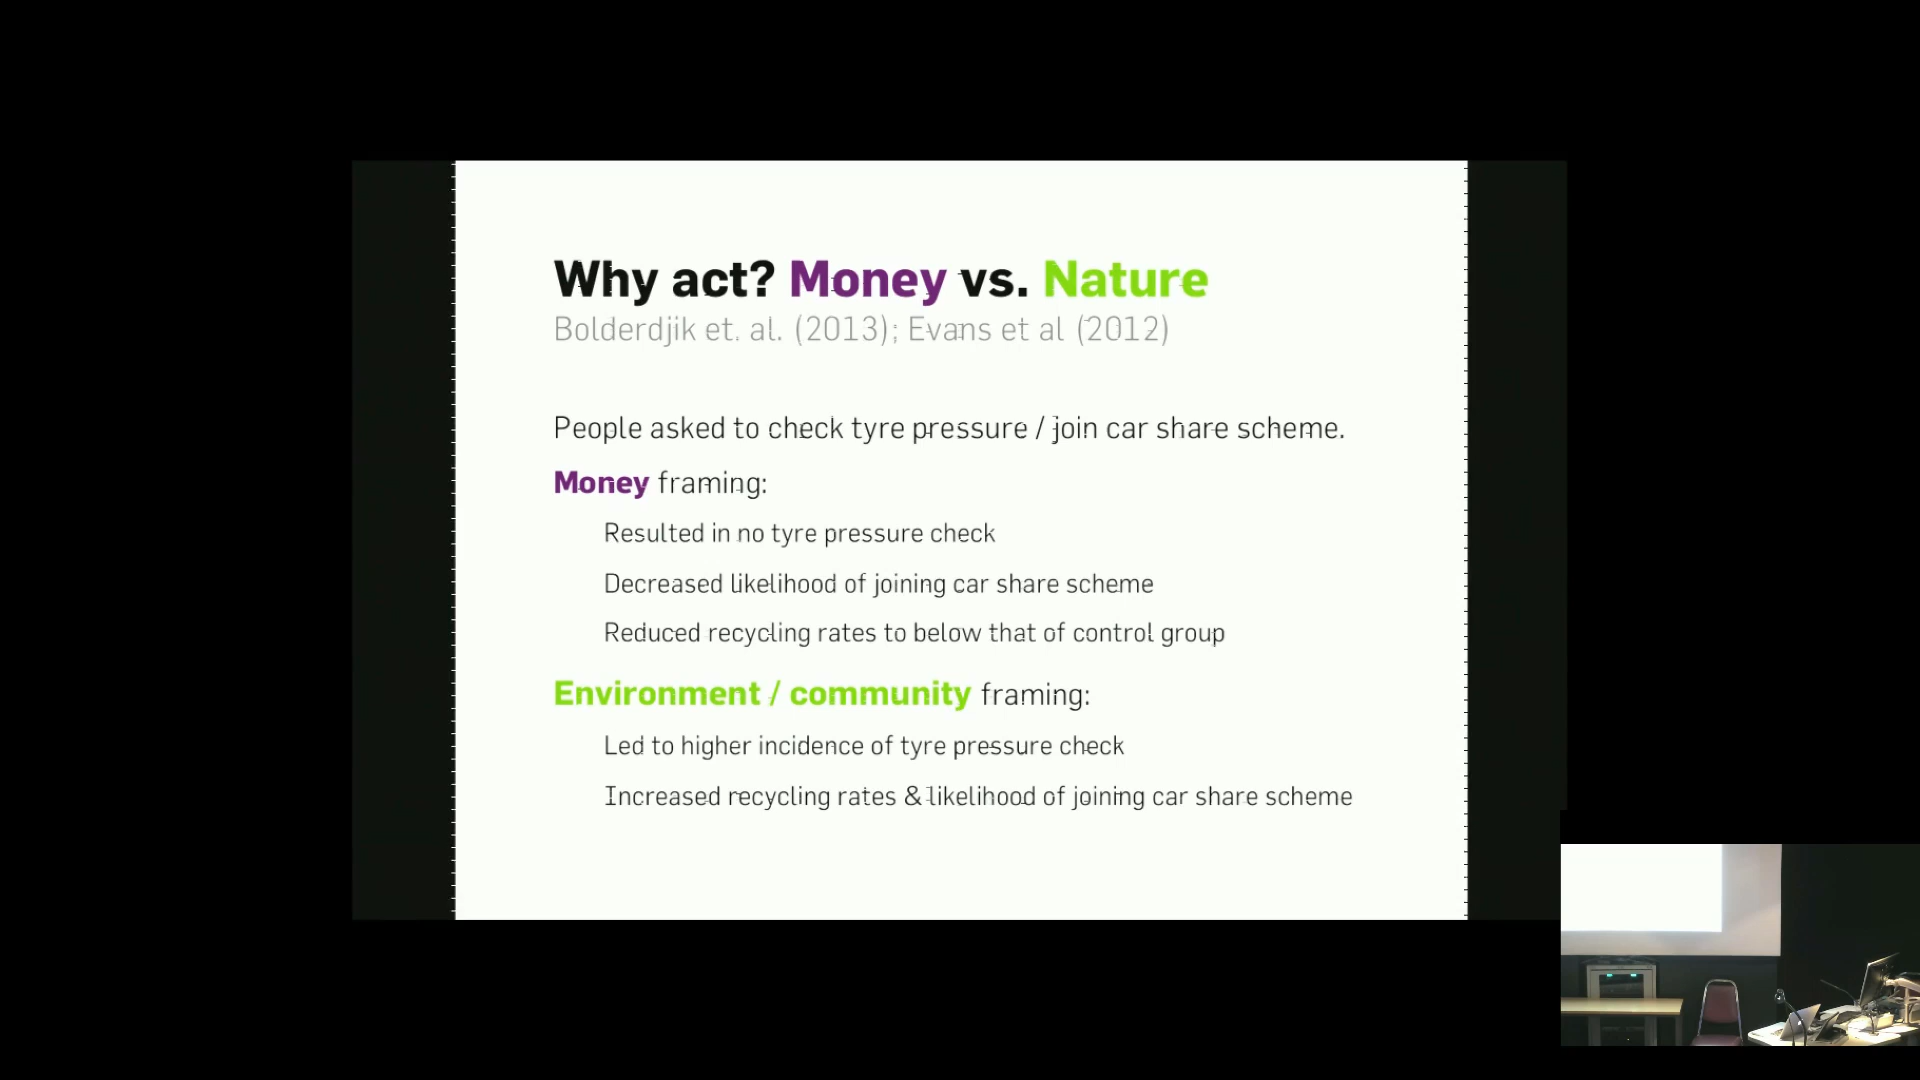 Why act? Money vs. Nature
Bolderdjik et. al. (2013); Evans et al (2012)
People asked to check tyre pressure / join car share scheme.
Money framing:
Resulted in no tyre pressure check
Decreased likelihood of joining car share scheme
Reduced recycling rates to below that of control group
Environment / community framing:
Led to higher incidence of tyre pressure check
Increased recycling rates & likelihood of joining car share scheme